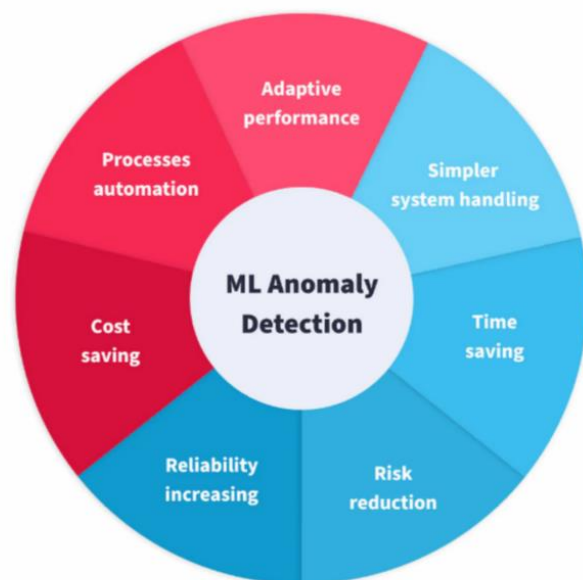 Adaptive
performance
Simpler
system handling
Time
saving
Risk
reduction
Reliability
increasing
Cost
saving
Processes
automation
ML Anomaly
Detection